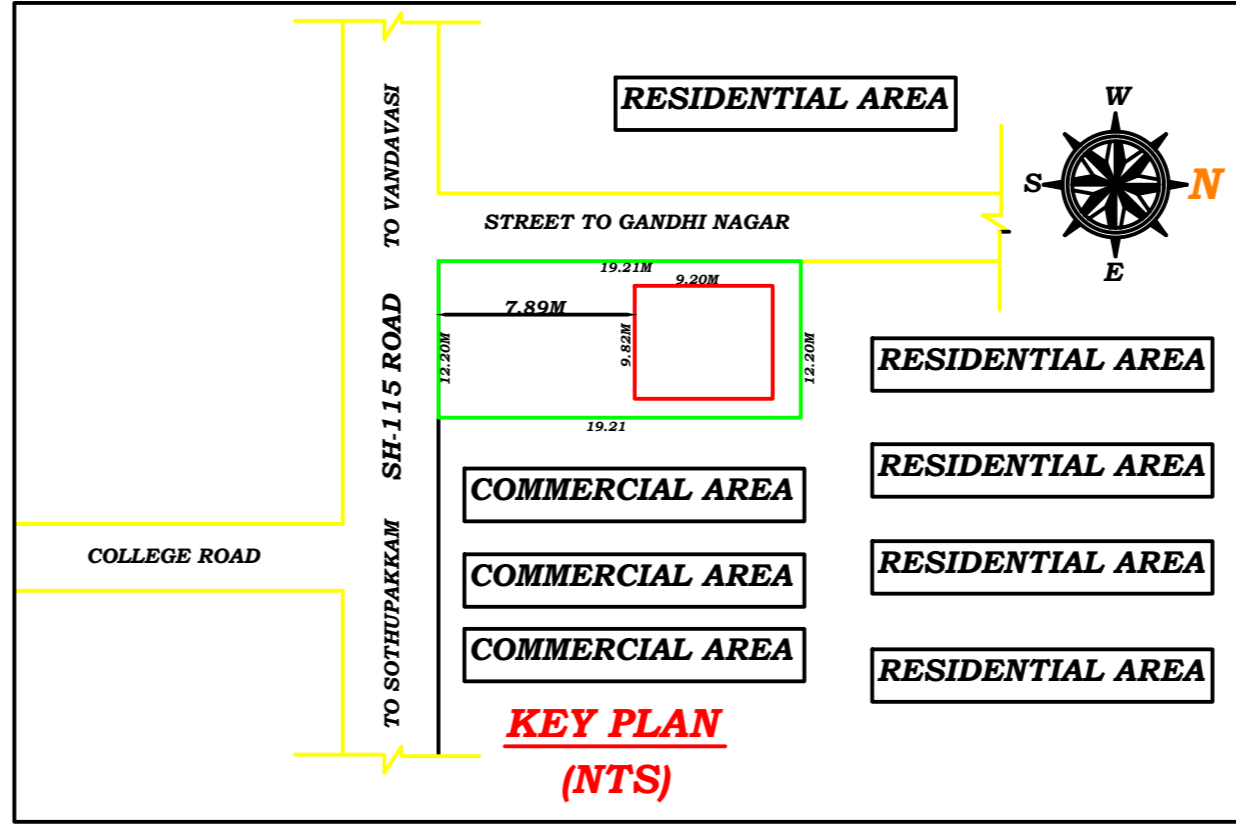 RESIDENTIAL AREA
W
S
N
E
TO VANDAVASI
STREET TO GANDHI NAGAR
19.21M
9.20M
7.89M
12.20M
9.82M
12.20M
19.21
SH-115 ROAD
RESIDENTIAL AREA
COMMERCIAL AREA
RESIDENTIAL AREA
COLLEGE ROAD
COMMERCIAL AREA
RESIDENTIAL AREA
TO SOTHUPAKKAM
COMMERCIAL AREA
RESIDENTIAL AREA
KEY PLAN
(NTS)